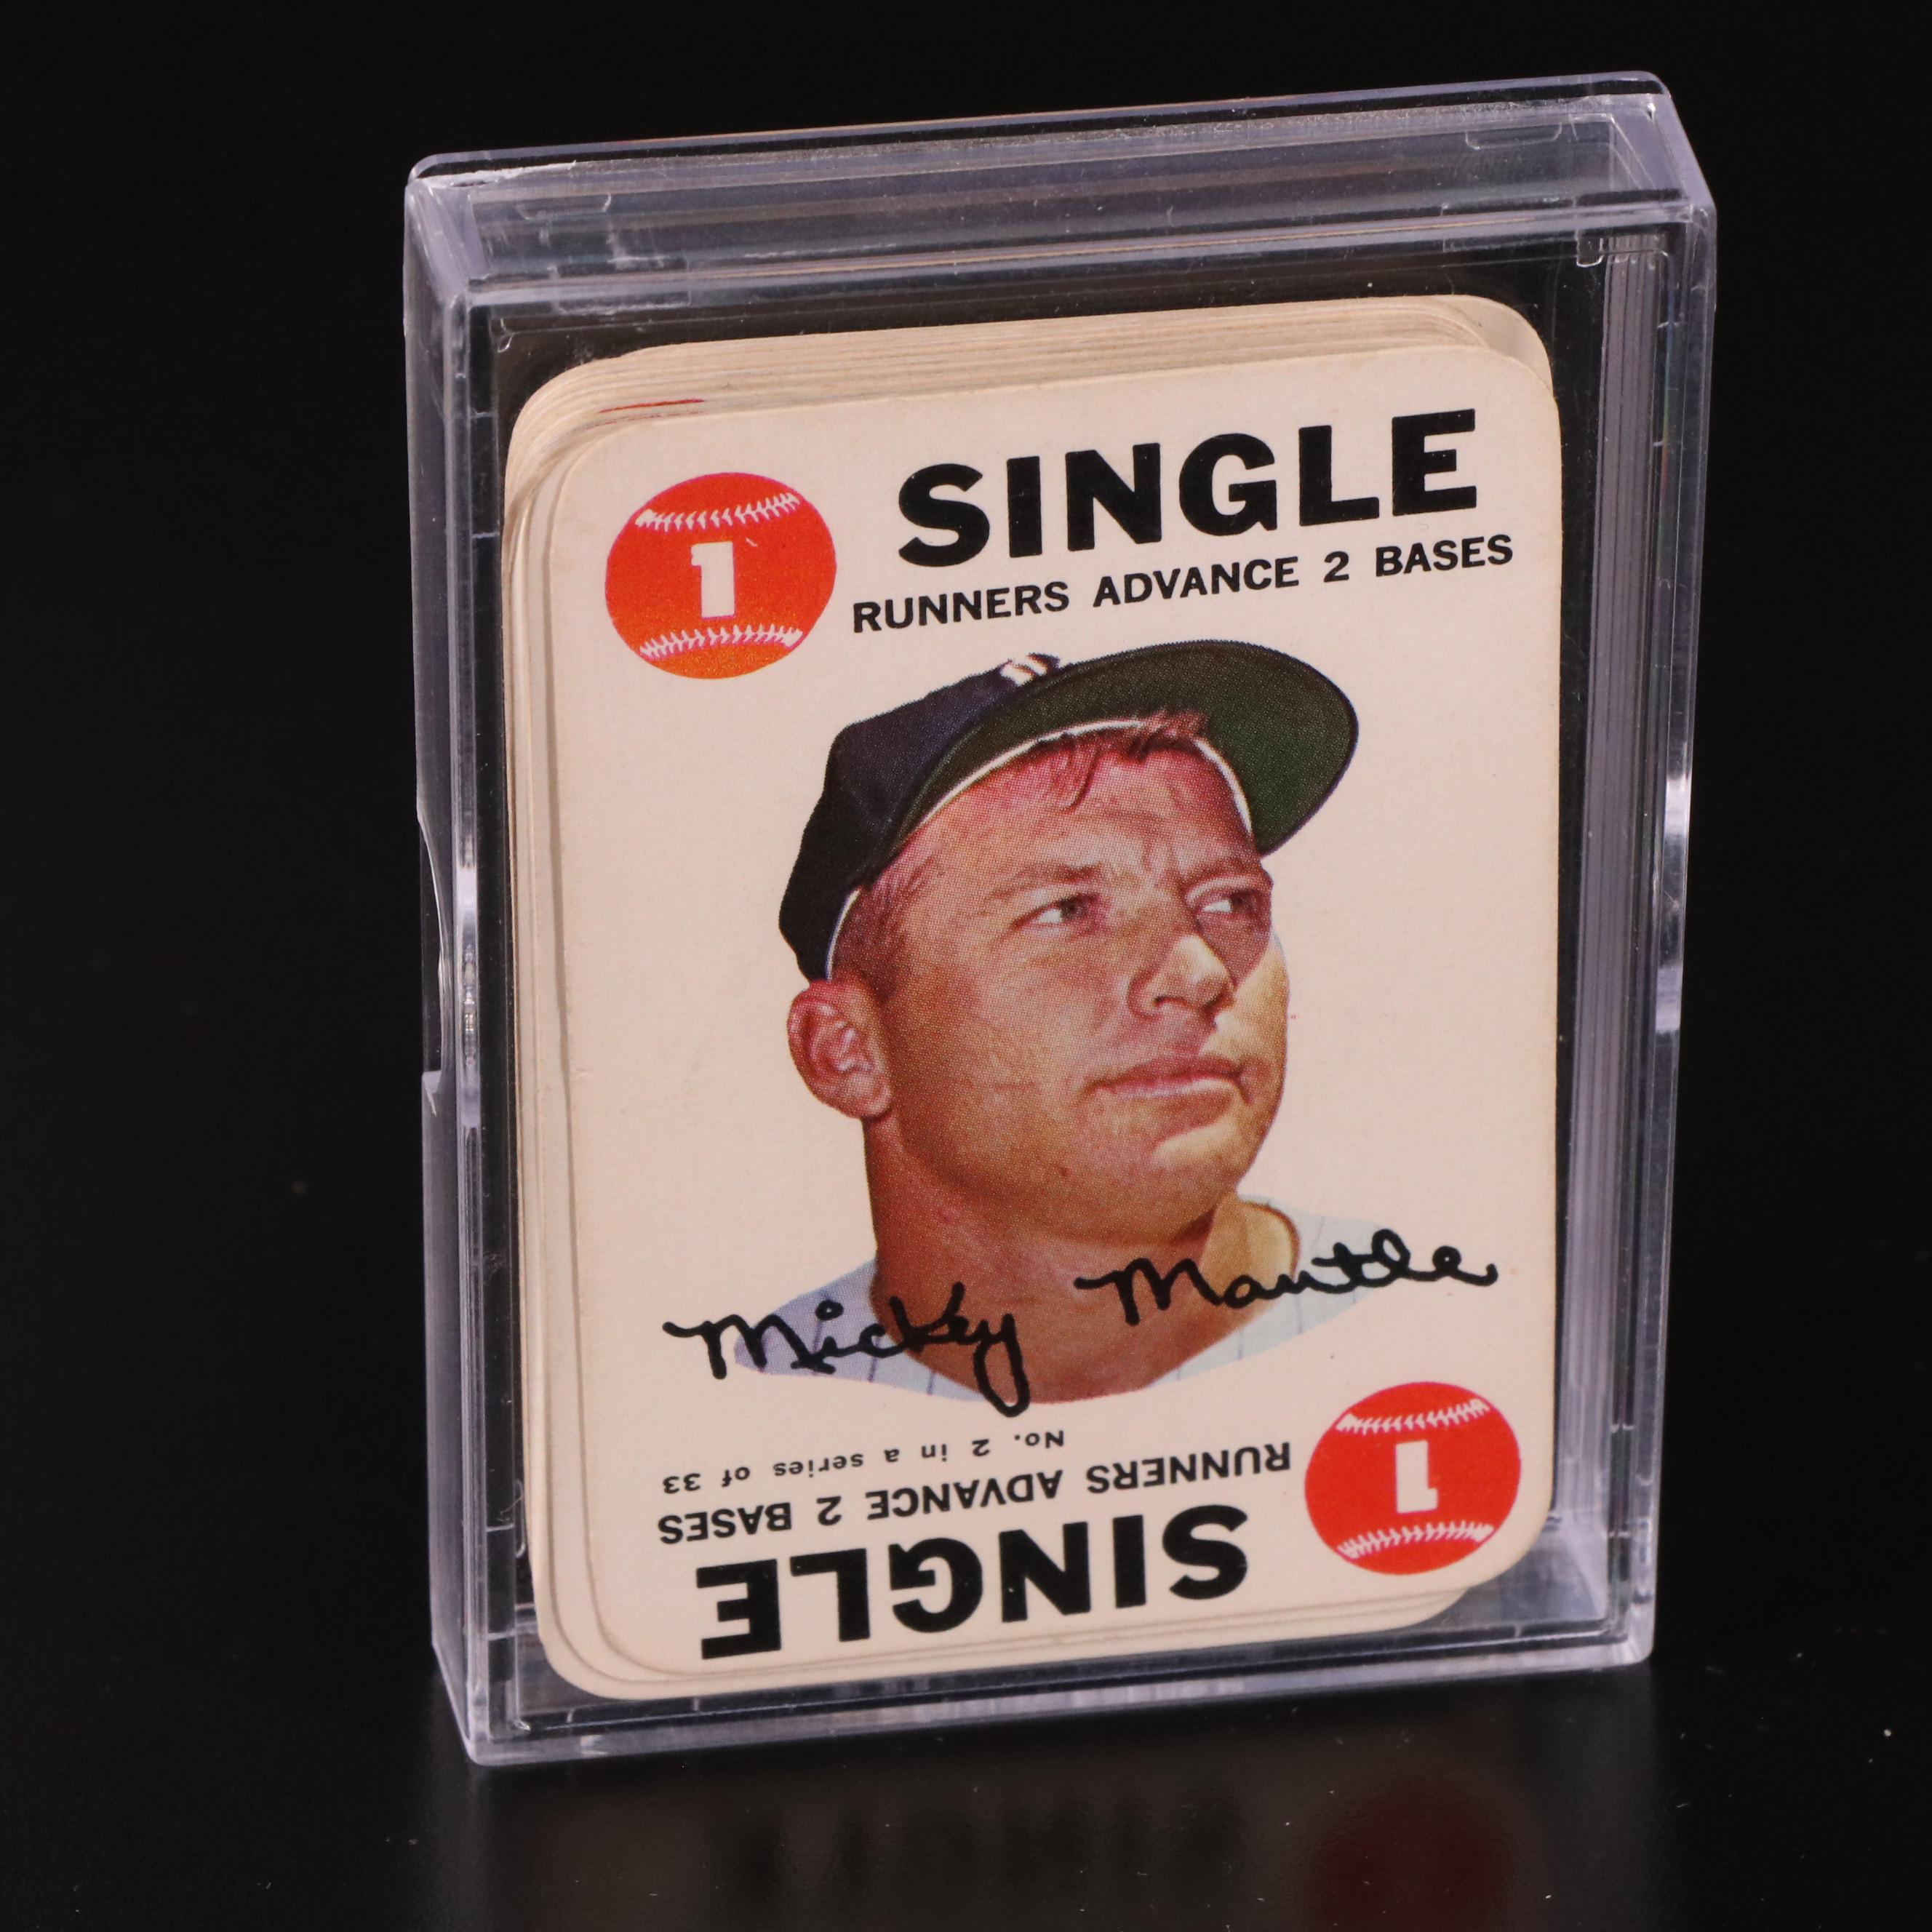 1
SINGLE
RUNNERS ADVANCE 2 BASES
Micky Mantle
No. 2 in a series of 33
RUNNERS ADVANCE 2 BASES
SINGLE
1